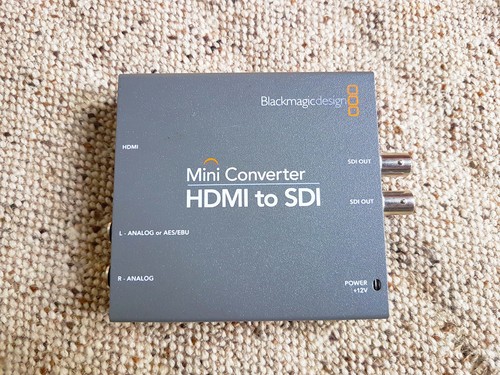 Blackmagicdesign
HDMI
SDI OUT
Mini Converter
HDMI to SDI
SDI OUT
L - ANALOG or AES/EBU
R - ANALOG
POWER
+12V